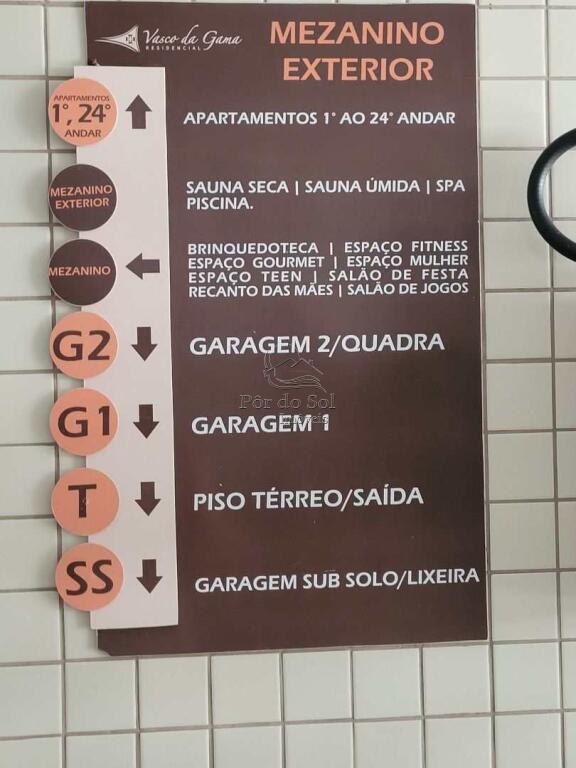 Vasco da Gama
RESIDENCIAL
MEZANINO
EXTERIOR
APARTAMENTOS
1°, 24°
ANDAR
APARTAMENTOS 1° AO 24° ANDAR
MEZANINO
EXTERIOR
SAUNA SECA | SAUNA ÚMIDA | SPA
PISCINA.
MEZANINO
BRINQUEDOTECA | ESPAÇO FITNESS
ESPAÇO GOURMET | ESPAÇO MULHER
ESPAÇO TEEN | SALÃO DE FESTA
RECANTO DAS MÃES | SALÃO DE JOGOS
G2
GARAGEM 2/QUADRA
Pôr do Sol
Imóveis
G1
GARAGEM 1
T
PISO TÉRREO/SAÍDA
SS
GARAGEM SUB SOLO/LIXEIRA